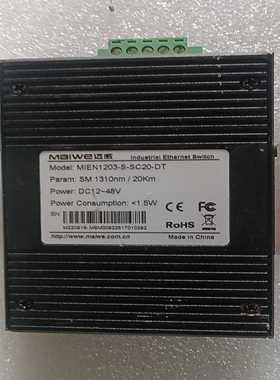 Maiwe迈威 Industrial Ethernet Switch
Model: MIEN1203-S-SC20-DT
Param: SM 1310nm / 20Km
Power: DC12~48V
Power Consumption: <1.5W
CE FC
RoHS
Made in China
www.maiwe.com.cn